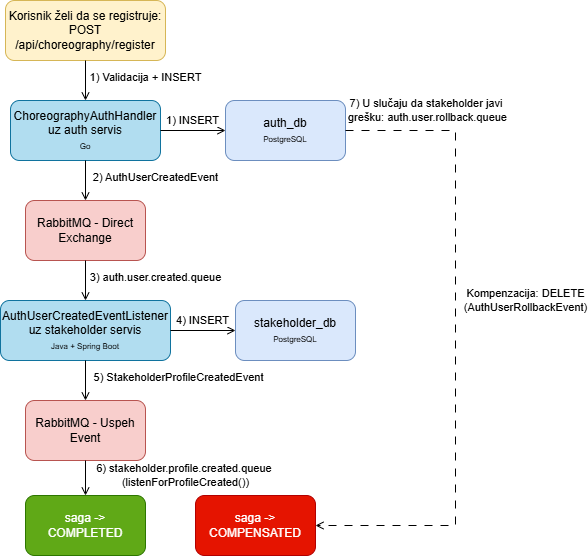 Korisnik želi da se registruje:
POST
/api/choreography/register
1) Validacija + INSERT
ChoreographyAuthHandler
uz auth servis
Go
1) INSERT
auth_db
PostgreSQL
7) U slučaju da stakeholder javi
grešku: auth.user.rollback.queue
2) AuthUserCreatedEvent
RabbitMQ - Direct
Exchange
3) auth.user.created.queue
Kompenzacija: DELETE
(AuthUserRollbackEvent)
AuthUserCreatedEventListener
uz stakeholder servis
Java + Spring Boot
4) INSERT
stakeholder_db
PostgreSQL
5) StakeholderProfileCreatedEvent
RabbitMQ - Uspeh
Event
6) stakeholder.profile.created.queue
(listenForProfileCreated())
saga ->
COMPLETED
saga ->
COMPENSATED